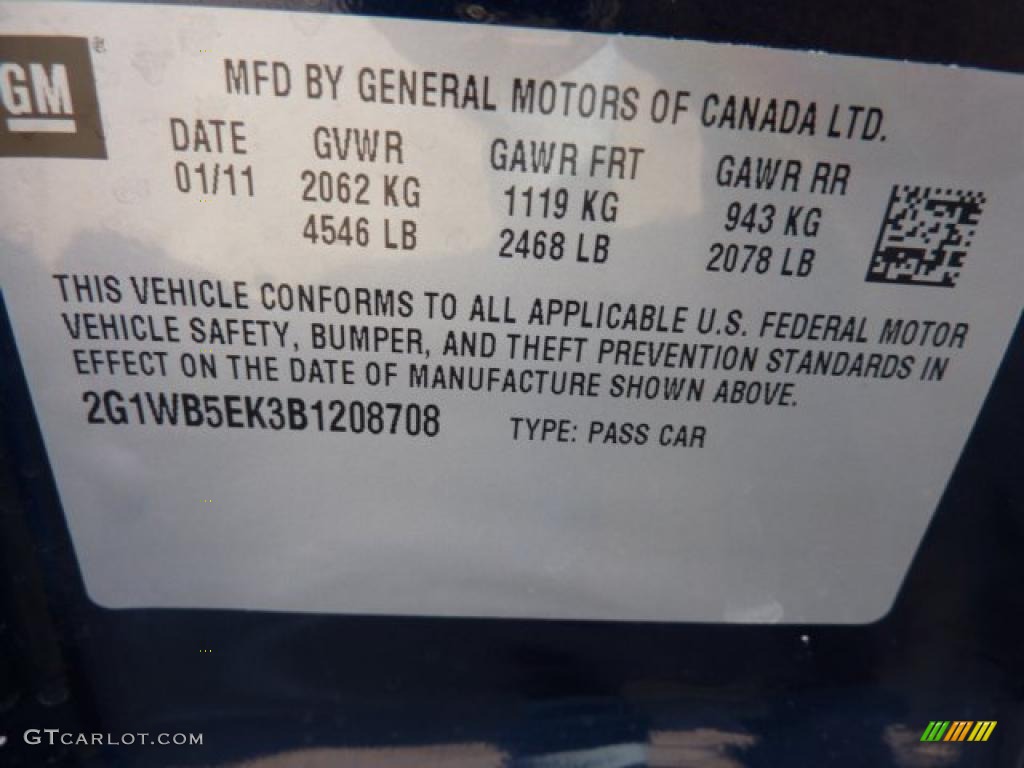 GM
MFD BY GENERAL MOTORS OF CANADA LTD.
DATE GVWR GAWR FRT GAWR RR
01/11 2062 KG 1119 KG 943 KG
4546 LB 2468 LB 2078 LB
THIS VEHICLE CONFORMS TO ALL APPLICABLE U.S. FEDERAL MOTOR
VEHICLE SAFETY, BUMPER, AND THEFT PREVENTION STANDARDS IN
EFFECT ON THE DATE OF MANUFACTURE SHOWN ABOVE.
2G1WB5EK3B1208708 TYPE: PASS CAR
GTCARLOT.COM